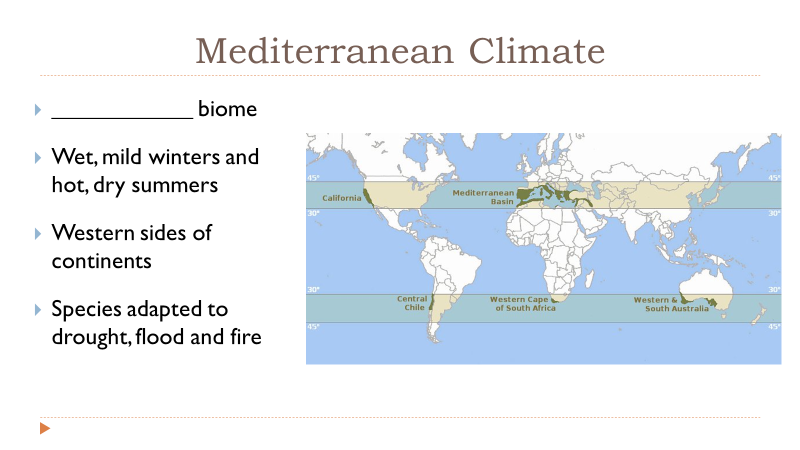 Mediterranean Climate
____________ biome
Wet, mild winters and
hot, dry summers
Western sides of
continents
Species adapted to
drought, flood and fire
45° 45°
California
Mediterranean
Basin
30° 30°
30° 30°
Central
Chile
Western Cape
of South Africa
Western &
South Australia
45° 45°